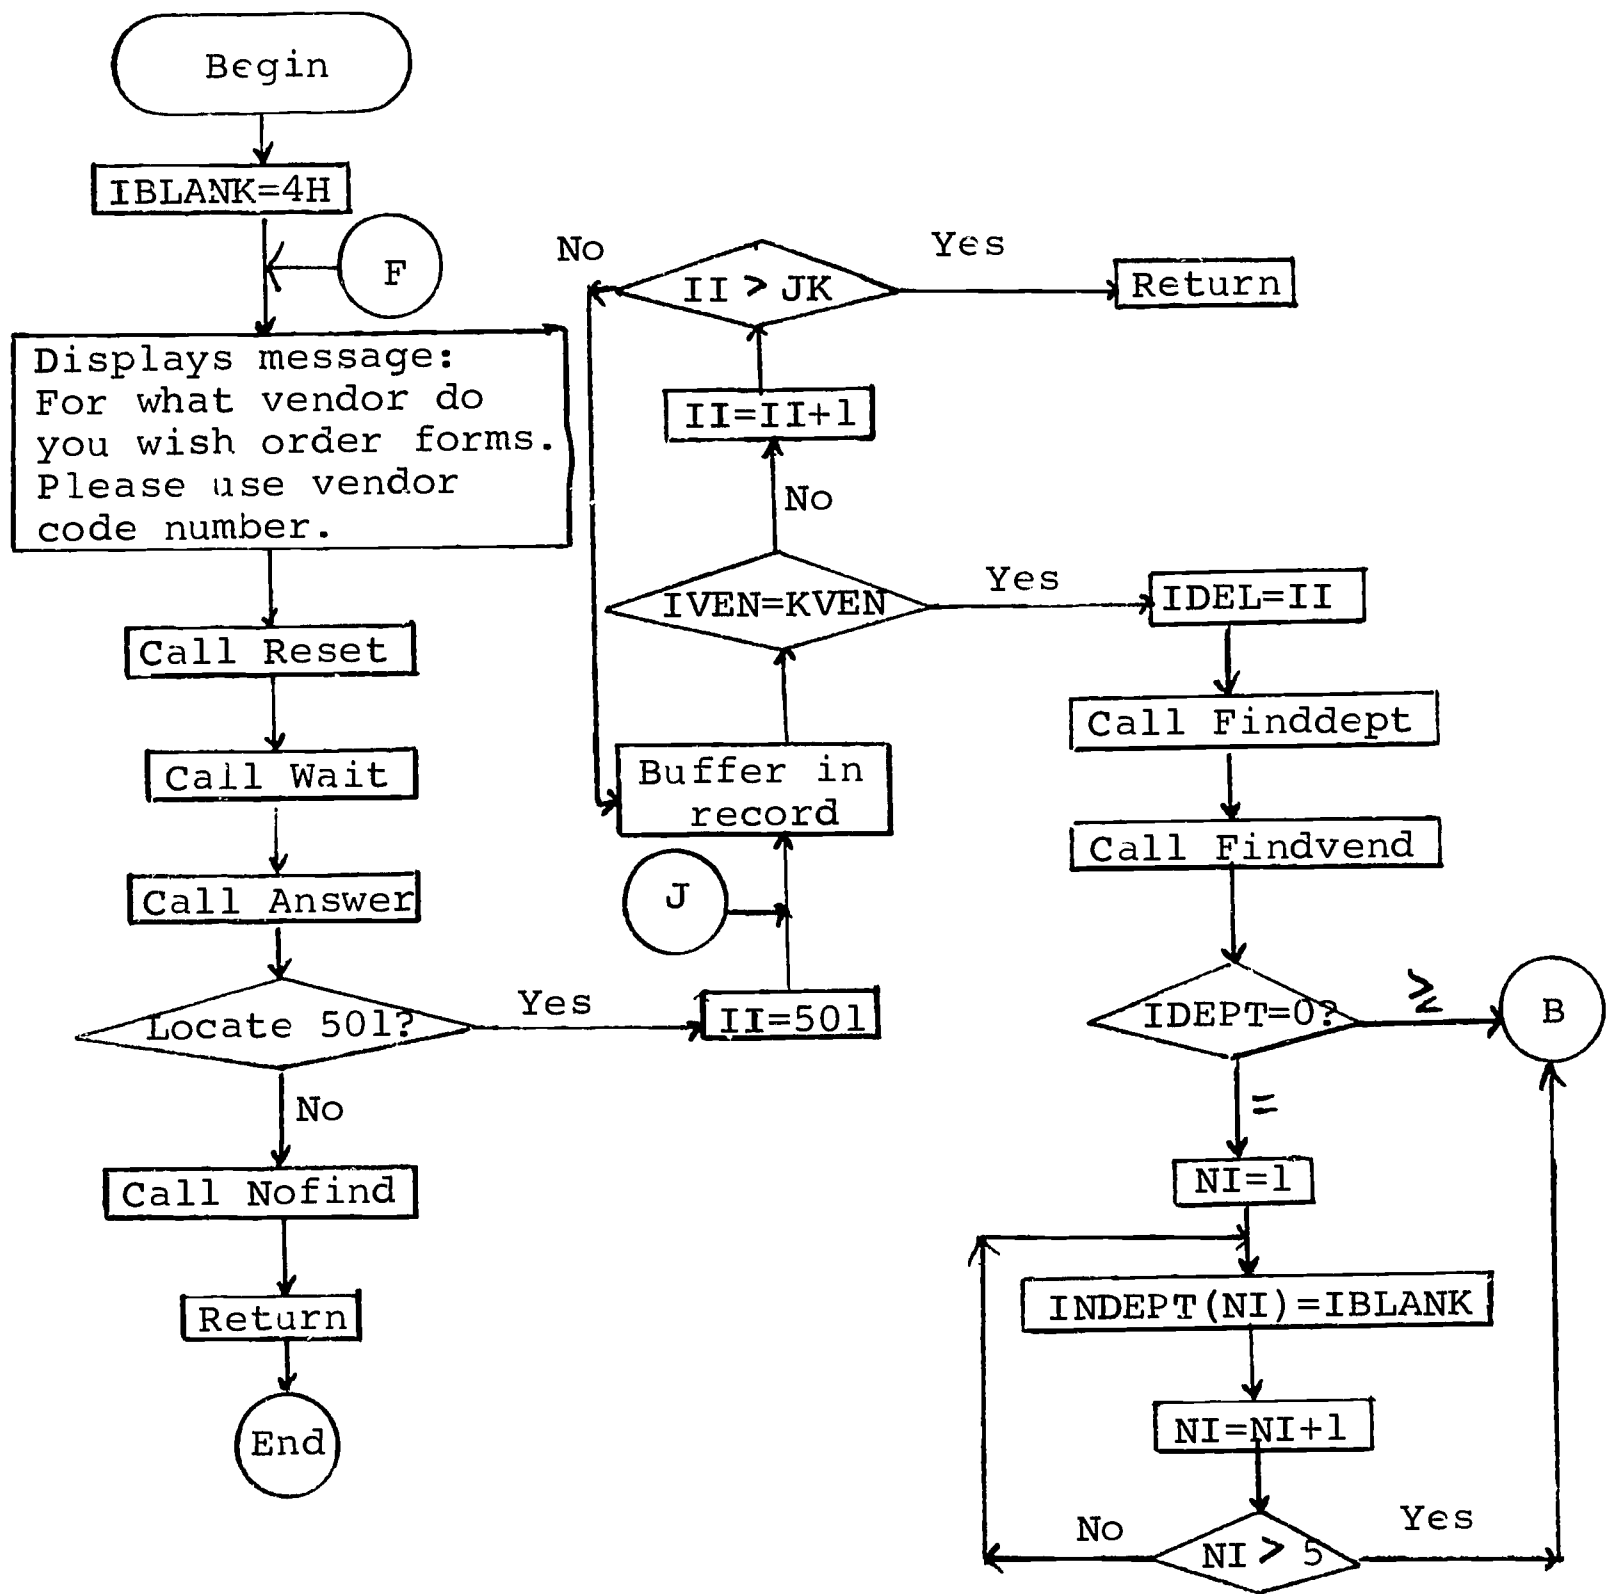 Begin
IBLANK=4H
F
Displays message:
For what vendor do
you wish order forms.
Please use vendor
code number.
Call Reset
Call Wait
Call Answer
Locate 501?
Yes
No
Call Nofind
Return
End
II=501
J
Buffer in
record
IVEN=KVEN
No
Yes
II=II+1
II > JK
No
Yes
Return
IDEL=II
Call Finddept
Call Findvend
IDEPT=0?
≥
B
=
NI=1
INDEPT(NI)=IBLANK
NI=NI+1
NI > 5
No
Yes